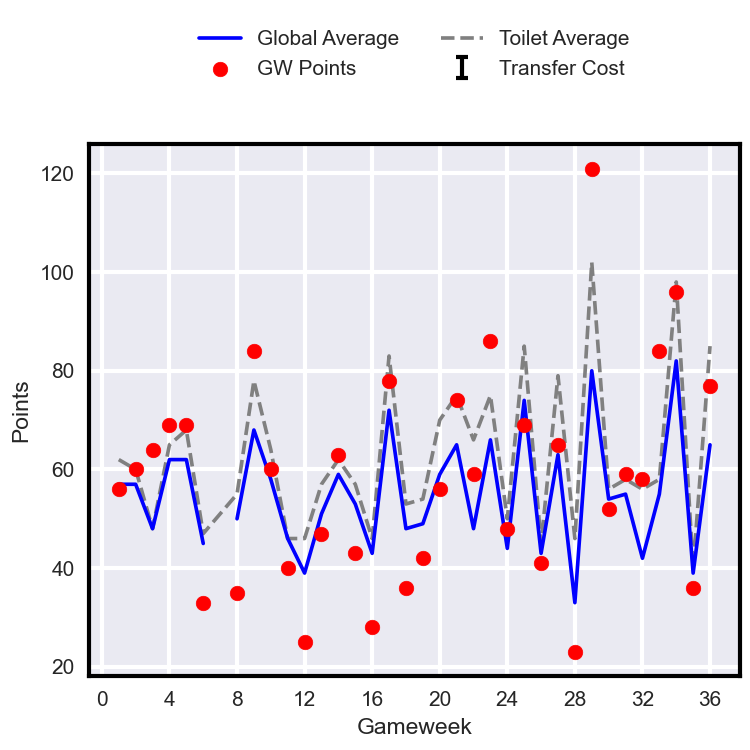 Global Average
Toilet Average
GW Points
Transfer Cost
120
100
80
60
40
20
Points
0 4 8 12 16 20 24 28 32 36
Gameweek